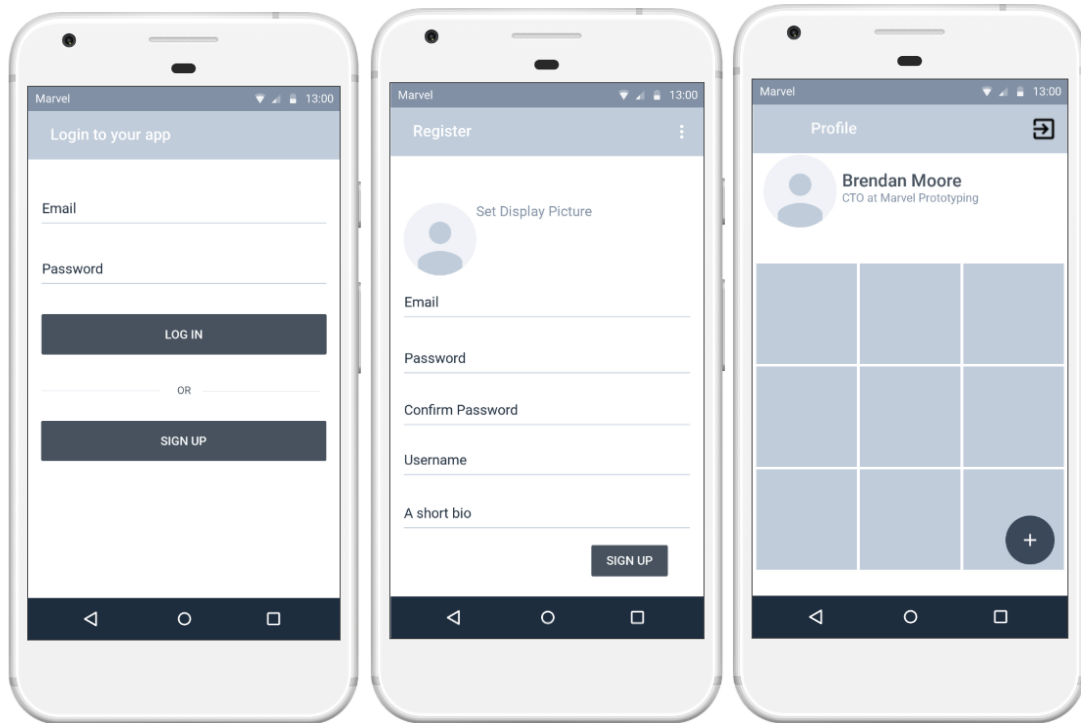 Marvel 13:00
Login to your app
Email
Password
LOG IN
OR
SIGN UP
Marvel 13:00
Register
Set Display Picture
Email
Password
Confirm Password
Username
A short bio
SIGN UP
Marvel 13:00
Profile
Brendan Moore
CTO at Marvel Prototyping
+